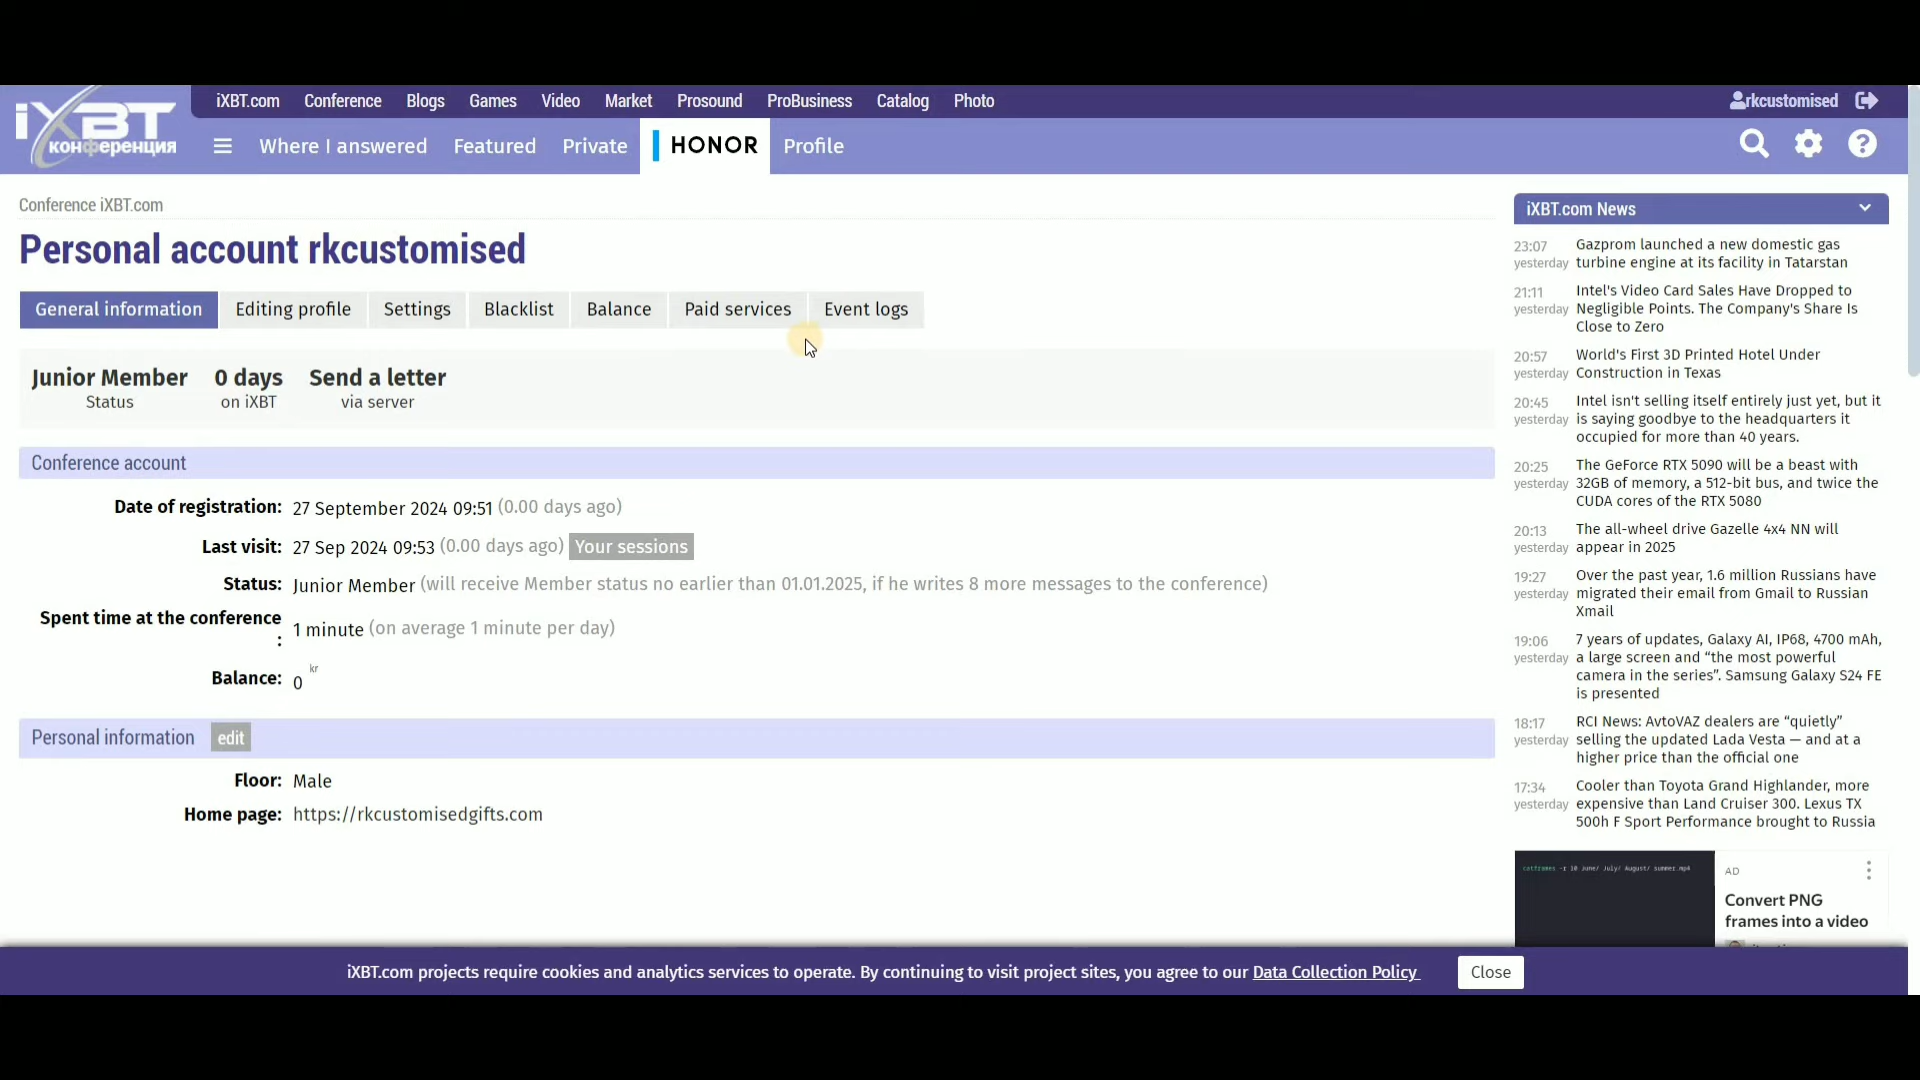 iXBT
конференция
iXBT.com Conference Blogs Games Video Market Prosound ProBusiness Catalog Photo
rkcustomised
Where I answered Featured Private HONOR Profile
Conference iXBT.com
Personal account rkcustomised
General information Editing profile Settings Blacklist Balance Paid services Event logs
Junior Member 0 days Send a letter
Status on iXBT via server
Conference account
Date of registration: 27 September 2024 09:51 (0.00 days ago)
Last visit: 27 Sep 2024 09:53 (0.00 days ago) Your sessions
Status: Junior Member (will receive Member status no earlier than 01.01.2025, if he writes 8 more messages to the conference)
Spent time at the conference
: 1 minute (on average 1 minute per day)
Balance: 0 kr
Personal information edit
Floor: Male
Home page: https://rkcustomisedgifts.com
iXBT.com News
23:07 Gazprom launched a new domestic gas
yesterday turbine engine at its facility in Tatarstan
21:11 Intel's Video Card Sales Have Dropped to
yesterday Negligible Points. The Company's Share Is
Close to Zero
20:57 World's First 3D Printed Hotel Under
yesterday Construction in Texas
20:45 Intel isn't selling itself entirely just yet, but it
yesterday is saying goodbye to the headquarters it
occupied for more than 40 years.
20:25 The GeForce RTX 5090 will be a beast with
yesterday 32GB of memory, a 512-bit bus, and twice the
CUDA cores of the RTX 5080
20:13 The all-wheel drive Gazelle 4x4 NN will
yesterday appear in 2025
19:27 Over the past year, 1.6 million Russians have
yesterday migrated their email from Gmail to Russian
Xmail
19:06 7 years of updates, Galaxy AI, IP68, 4700 mAh,
yesterday a large screen and “the most powerful
camera in the series”. Samsung Galaxy S24 FE
is presented
18:17 RCI News: AvtoVAZ dealers are “quietly”
yesterday selling the updated Lada Vesta — and at a
higher price than the official one
17:34 Cooler than Toyota Grand Highlander, more
yesterday expensive than Land Cruiser 300. Lexus TX
500h F Sport Performance brought to Russia
catframes -r 10 June/ July/ August/ summer.mp4
AD
Convert PNG
frames into a video
iXBT.com projects require cookies and analytics services to operate. By continuing to visit project sites, you agree to our Data Collection Policy Close